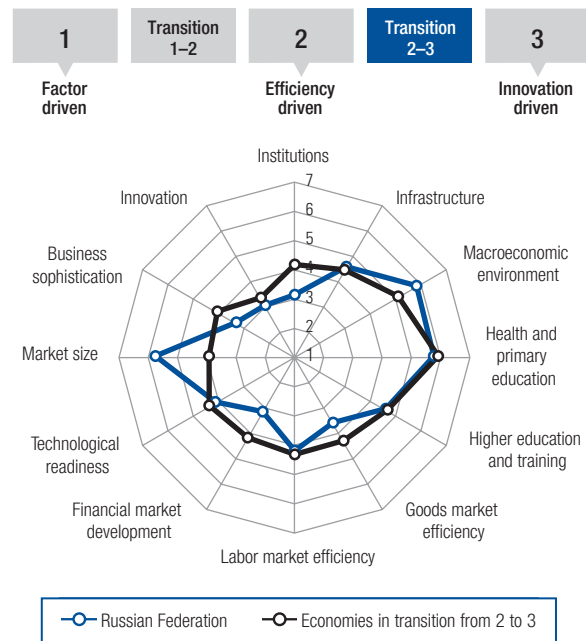 1
Transition
1–2
2
Transition
2–3
3
Factor
driven
Efficiency
driven
Innovation
driven
Institutions
Infrastructure
Macroeconomic
environment
Health and
primary
education
Higher education
and training
Goods market
efficiency
Labor market efficiency
Financial market
development
Technological
readiness
Market size
Business
sophistication
Innovation
7
6
5
4
3
2
1
Russian Federation
Economies in transition from 2 to 3